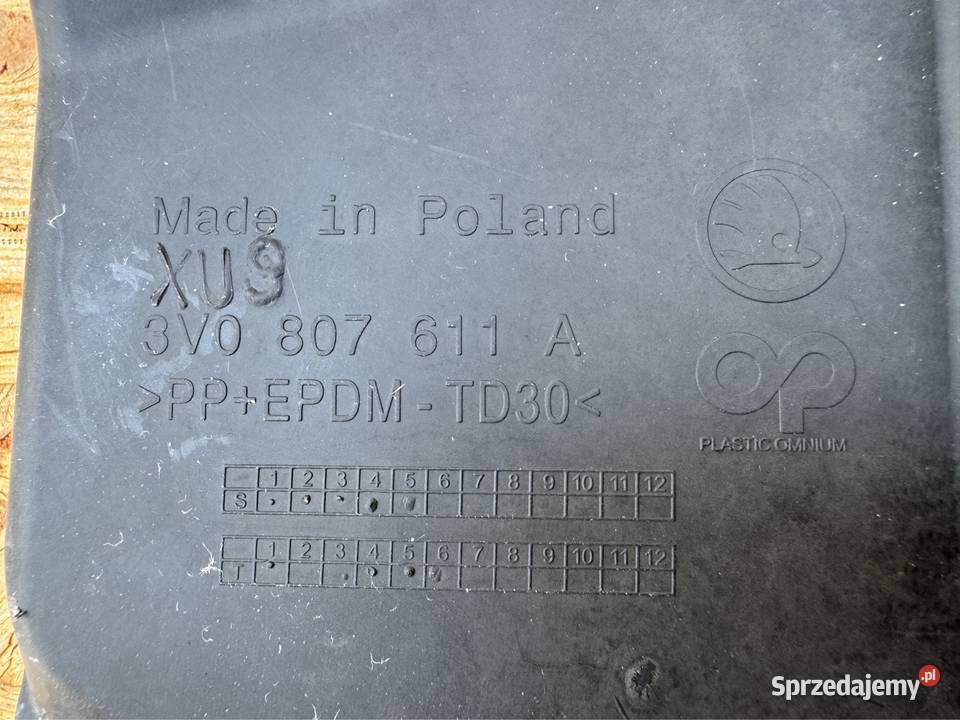 Made in Poland
XU9
3V0 807 611 A
>PP+EPDM-TD30<
OP
PLASTIC OMNIUM
1 2 3 4 5 6 7 8 9 10 11 12
S
1 2 3 4 5 6 7 8 9 10 11 12
T
Sprzedajemy.pl